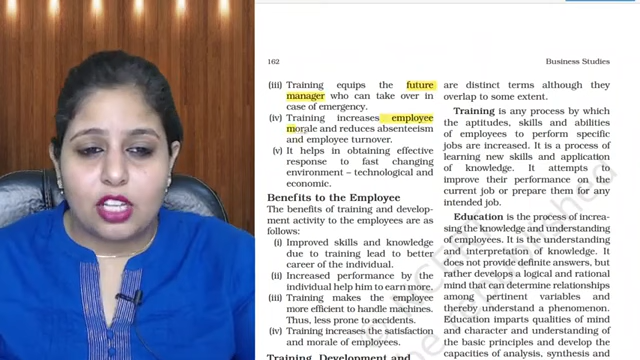 162
Business Studies
(iii) Training equips the future
manager who can take over in
case of emergency.
(iv) Training increases employee
morale and reduces absenteeism
and employee turnover.
(v) It helps in obtaining effective
response to fast changing
environment – technological and
economic.
Benefits to the Employee
The benefits of training and develop-
ment activity to the employees are as
follows:
(i) Improved skills and knowledge
due to training lead to better
career of the individual.
(ii) Increased performance by the
individual help him to earn more.
(iii) Training makes the employee
more efficient to handle machines.
Thus, less prone to accidents.
(iv) Training increases the satisfaction
and morale of employees.
Training, Development and
are distinct terms although they
overlap to some extent.
Training is any process by which
the aptitudes, skills and abilities
of employees to perform specific
jobs are increased. It is a process of
learning new skills and application of
knowledge. It attempts to
improve their performance on the
current job or prepare them for any
intended job.
Education is the process of increa-
sing the knowledge and understanding
of employees. It is the understanding
and interpretation of knowledge. It
does not provide definite answers, but
rather develops a logical and rational
mind that can determine relationships
among pertinent variables and
thereby understand a phenomenon.
Education imparts qualities of mind
and character and understanding of
the basic principles and develop the
capacities of analysis, synthesis and